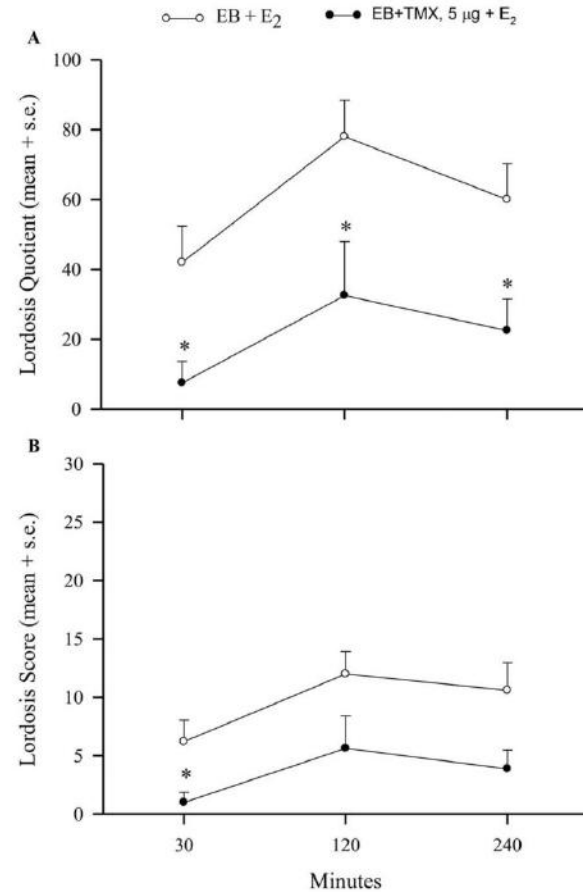 EB + E₂
EB+TMX, 5 μg + E₂
A
Lordosis Quotient (mean + s.e.)
100
80
60
40
20
0
*
*
*
B
Lordosis Score (mean + s.e.)
30
25
20
15
10
5
0
*
30 120 240
Minutes